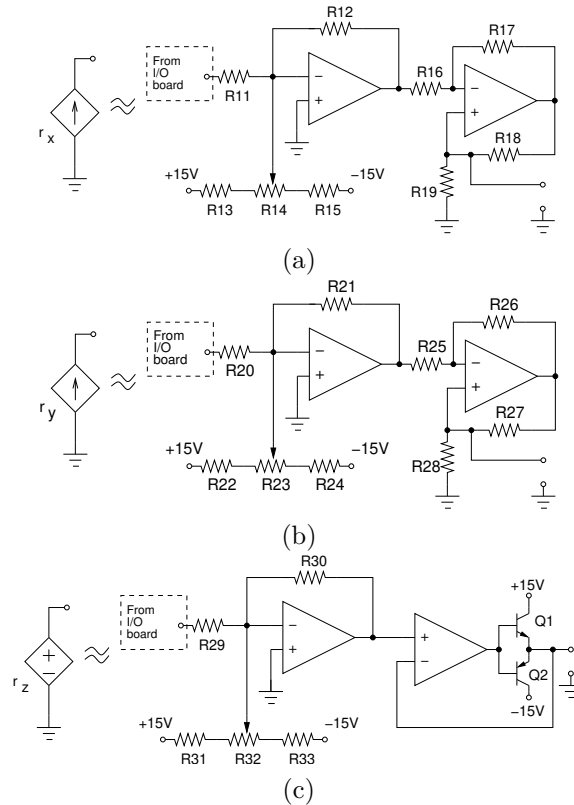 R12
From
I/O
board
R11
R16
R17
−
+
−
+
r x
R18
R19
+15V
−15V
R13 R14 R15
(a)
R21
From
I/O
board
R20
R25
R26
−
+
−
+
r y
R27
R28
+15V
−15V
R22 R23 R24
(b)
R30
From
I/O
board
R29
+15V
Q1
−
+
+
−
+
−
r z
Q2
−15V
+15V
−15V
R31 R32 R33
(c)